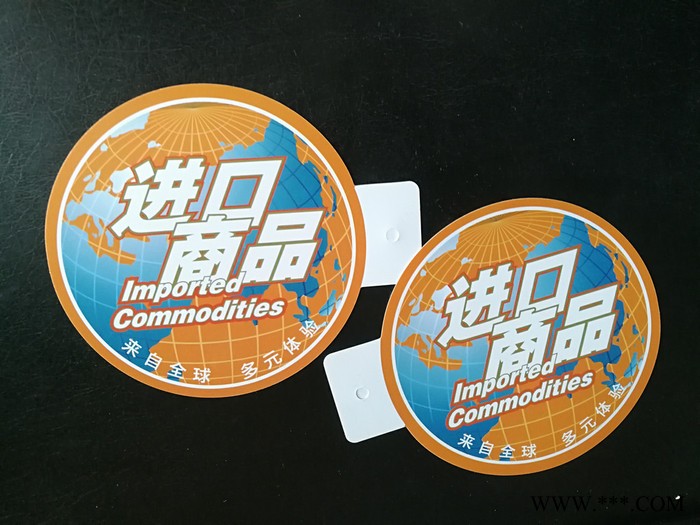 进口
商品
Imported
Commodities
来自全球 多元体验
进口
商品
Imported
Commodities
来自全球 多元体验
WWW.***.COM